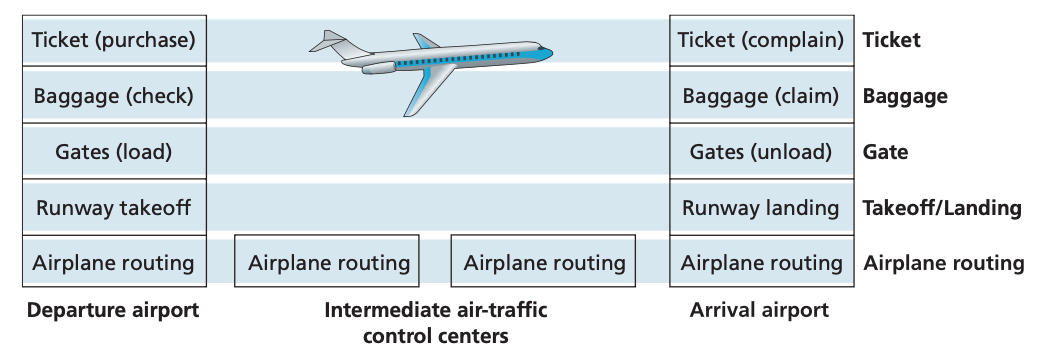 Ticket (purchase)
Ticket (complain)
Ticket
Baggage (check)
Baggage (claim)
Baggage
Gates (load)
Gates (unload)
Gate
Runway takeoff
Runway landing
Takeoff/Landing
Airplane routing
Airplane routing
Airplane routing
Airplane routing
Airplane routing
Departure airport
Intermediate air-traffic
control centers
Arrival airport